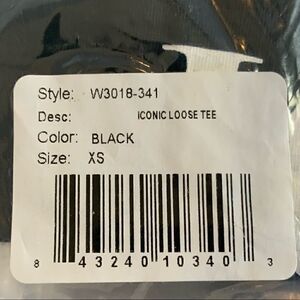 Style: W3018-341
Desc: ICONIC LOOSE TEE
Color: BLACK
Size: XS
8 43240 10340 3